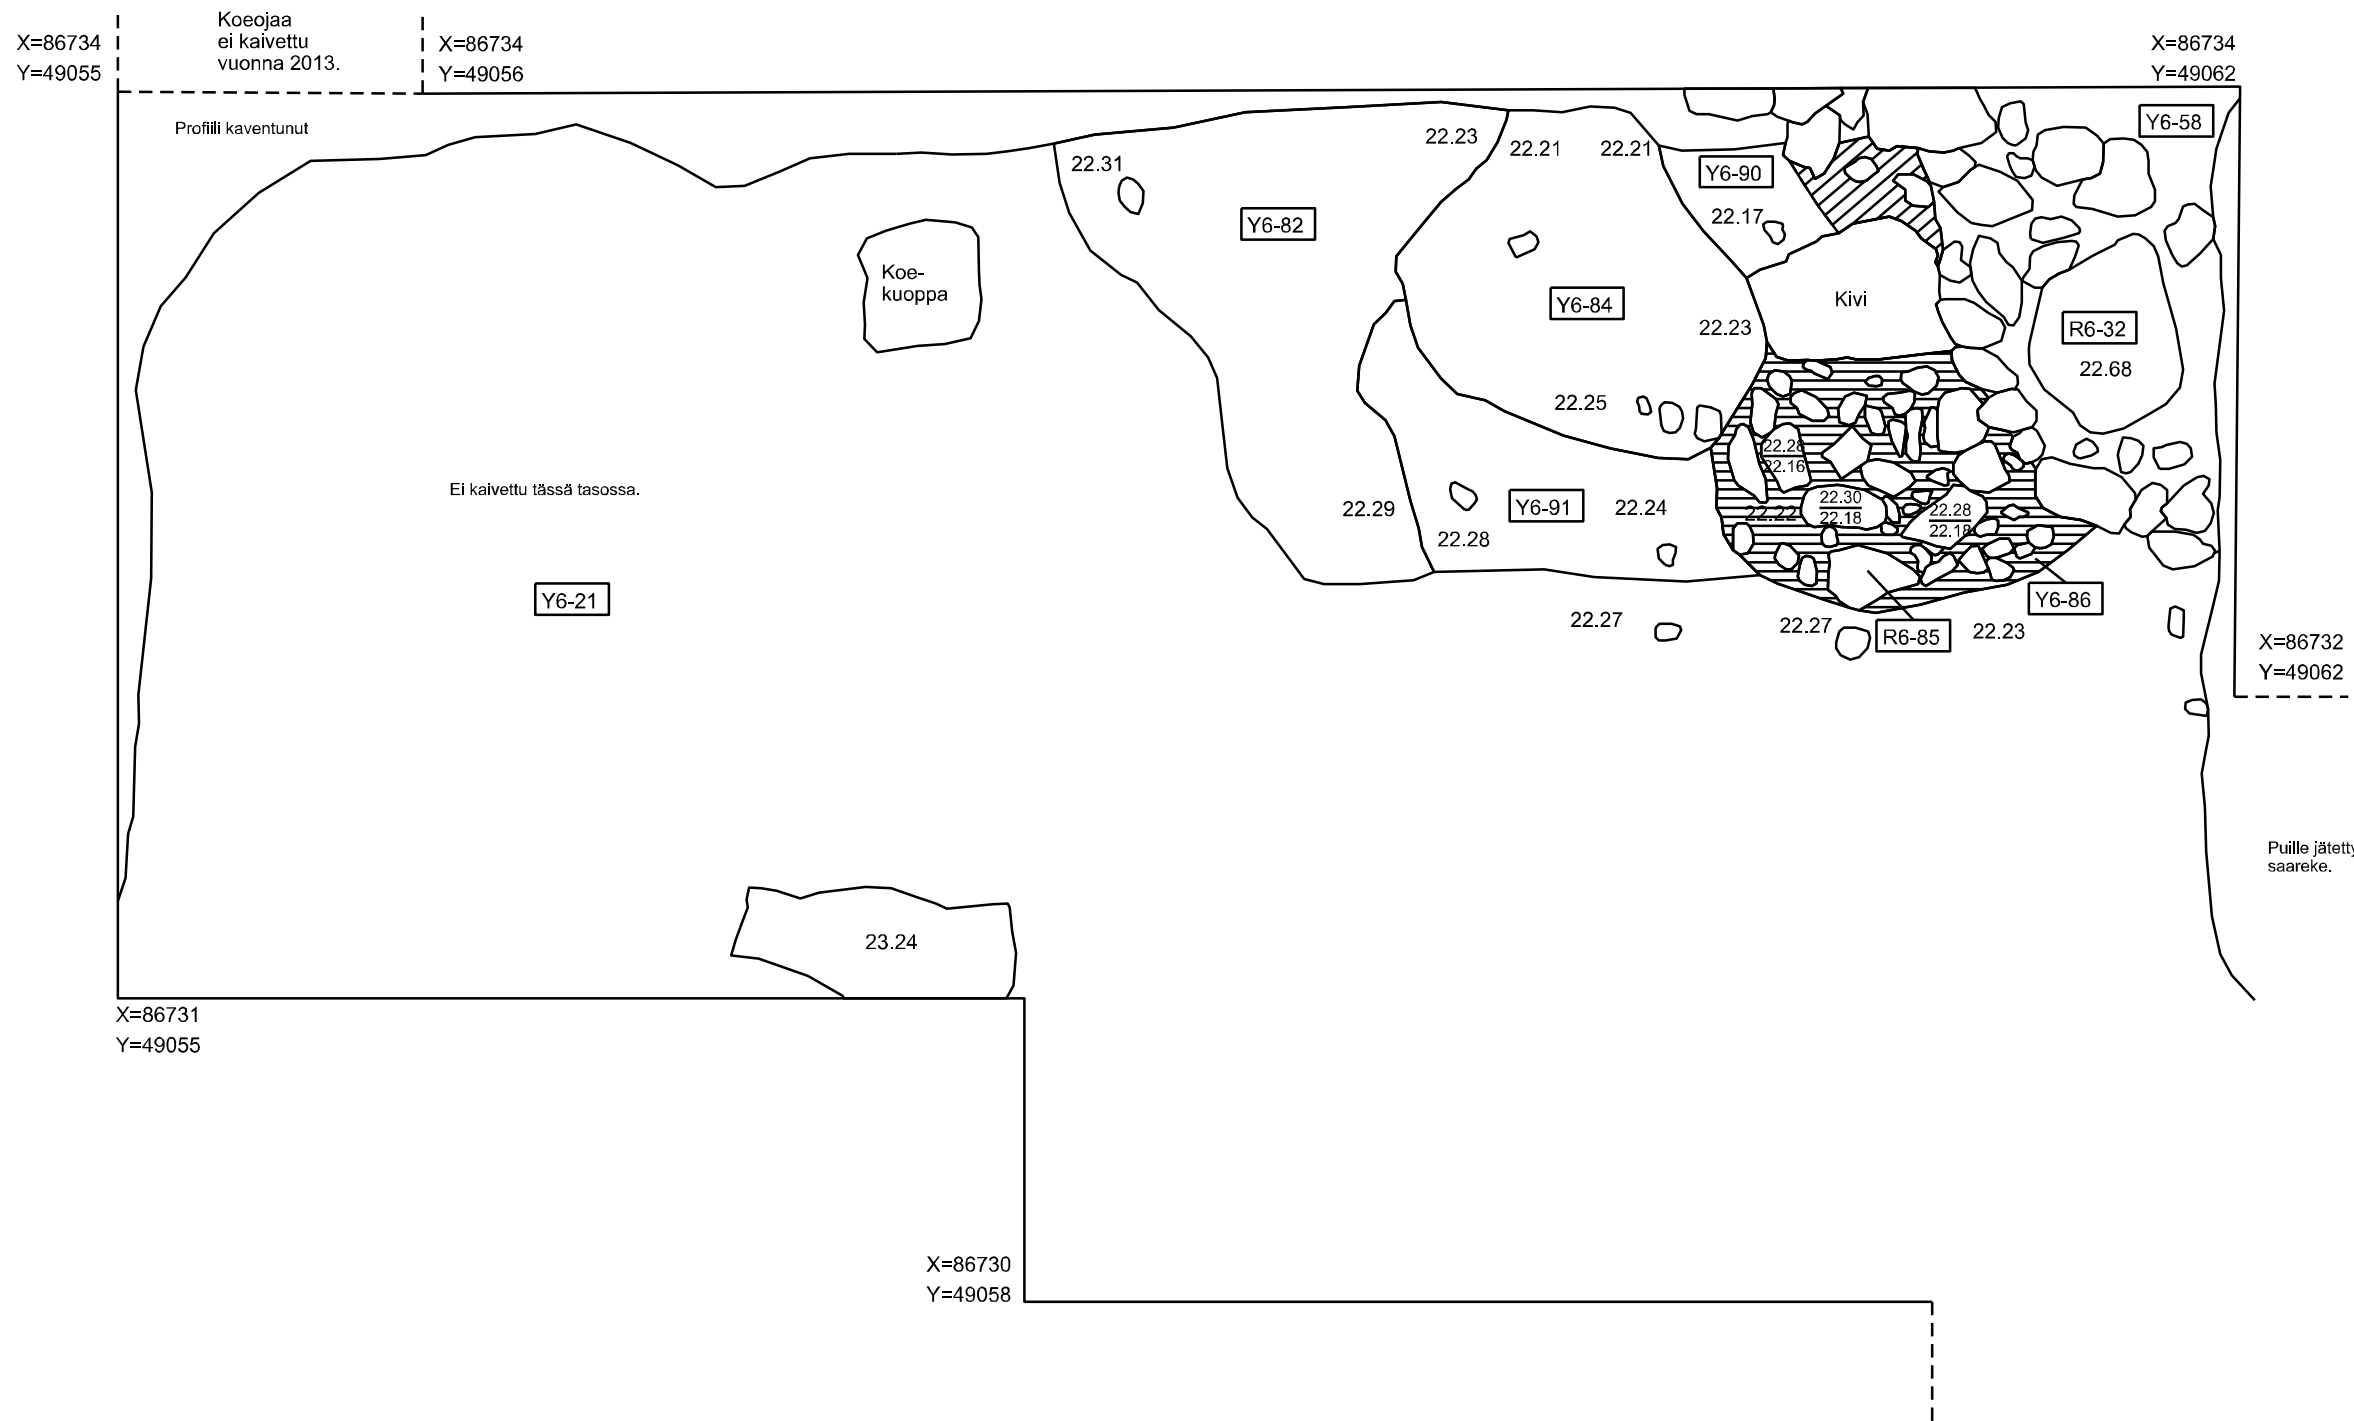 Koeojaa
ei kaivettu
vuonna 2013.
X=86734
Y=49055
X=86734
Y=49056
X=86734
Y=49062
Profiili kaventunut
Y6-58
22.23
22.21
22.21
22.31
Y6-90
22.17
Y6-82
Koe-
kuoppa
Y6-84
Kivi
22.23
R6-32
22.68
22.25
22.28
22.16
Ei kaivettu tässä tasossa.
22.29
Y6-91
22.24
22.22
22.30
22.18
22.28
22.18
22.28
Y6-21
Y6-86
22.27
22.27
R6-85
22.23
X=86732
Y=49062
Puille jätetty
saareke.
23.24
X=86731
Y=49055
X=86730
Y=49058